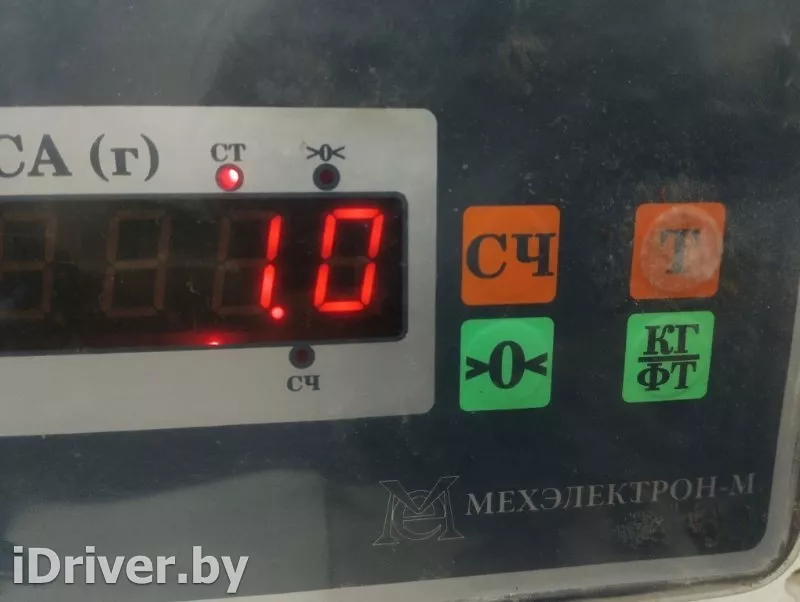 СА (г)
СТ
>0<
1.0
СЧ
СЧ
Т
>0<
КГ
ФТ
МЕХЭЛЕКТРОН-М
iDriver.by